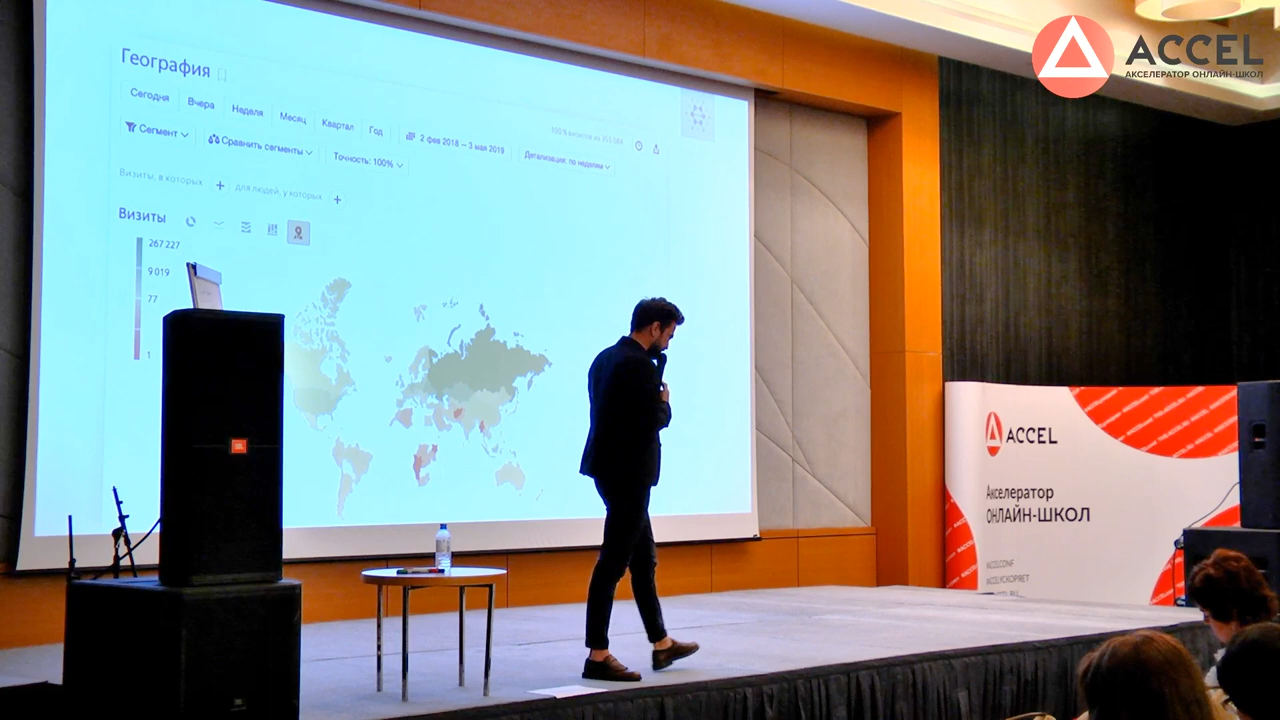 ACCEL
АКСЕЛЕРАТОР ОНЛАЙН-ШКОЛ
География
Сегодня Вчера Неделя Месяц Квартал Год 2 фев 2018 — 3 мая 2019 Детализация: по неделям
Сегмент Сравнить сегменты Точность: 100%
Визиты, в которых + для людей, у которых +
Визиты
267 227
9 019
77
1
JBL
ACCEL
Акселератор
ОНЛАЙН-ШКОЛ